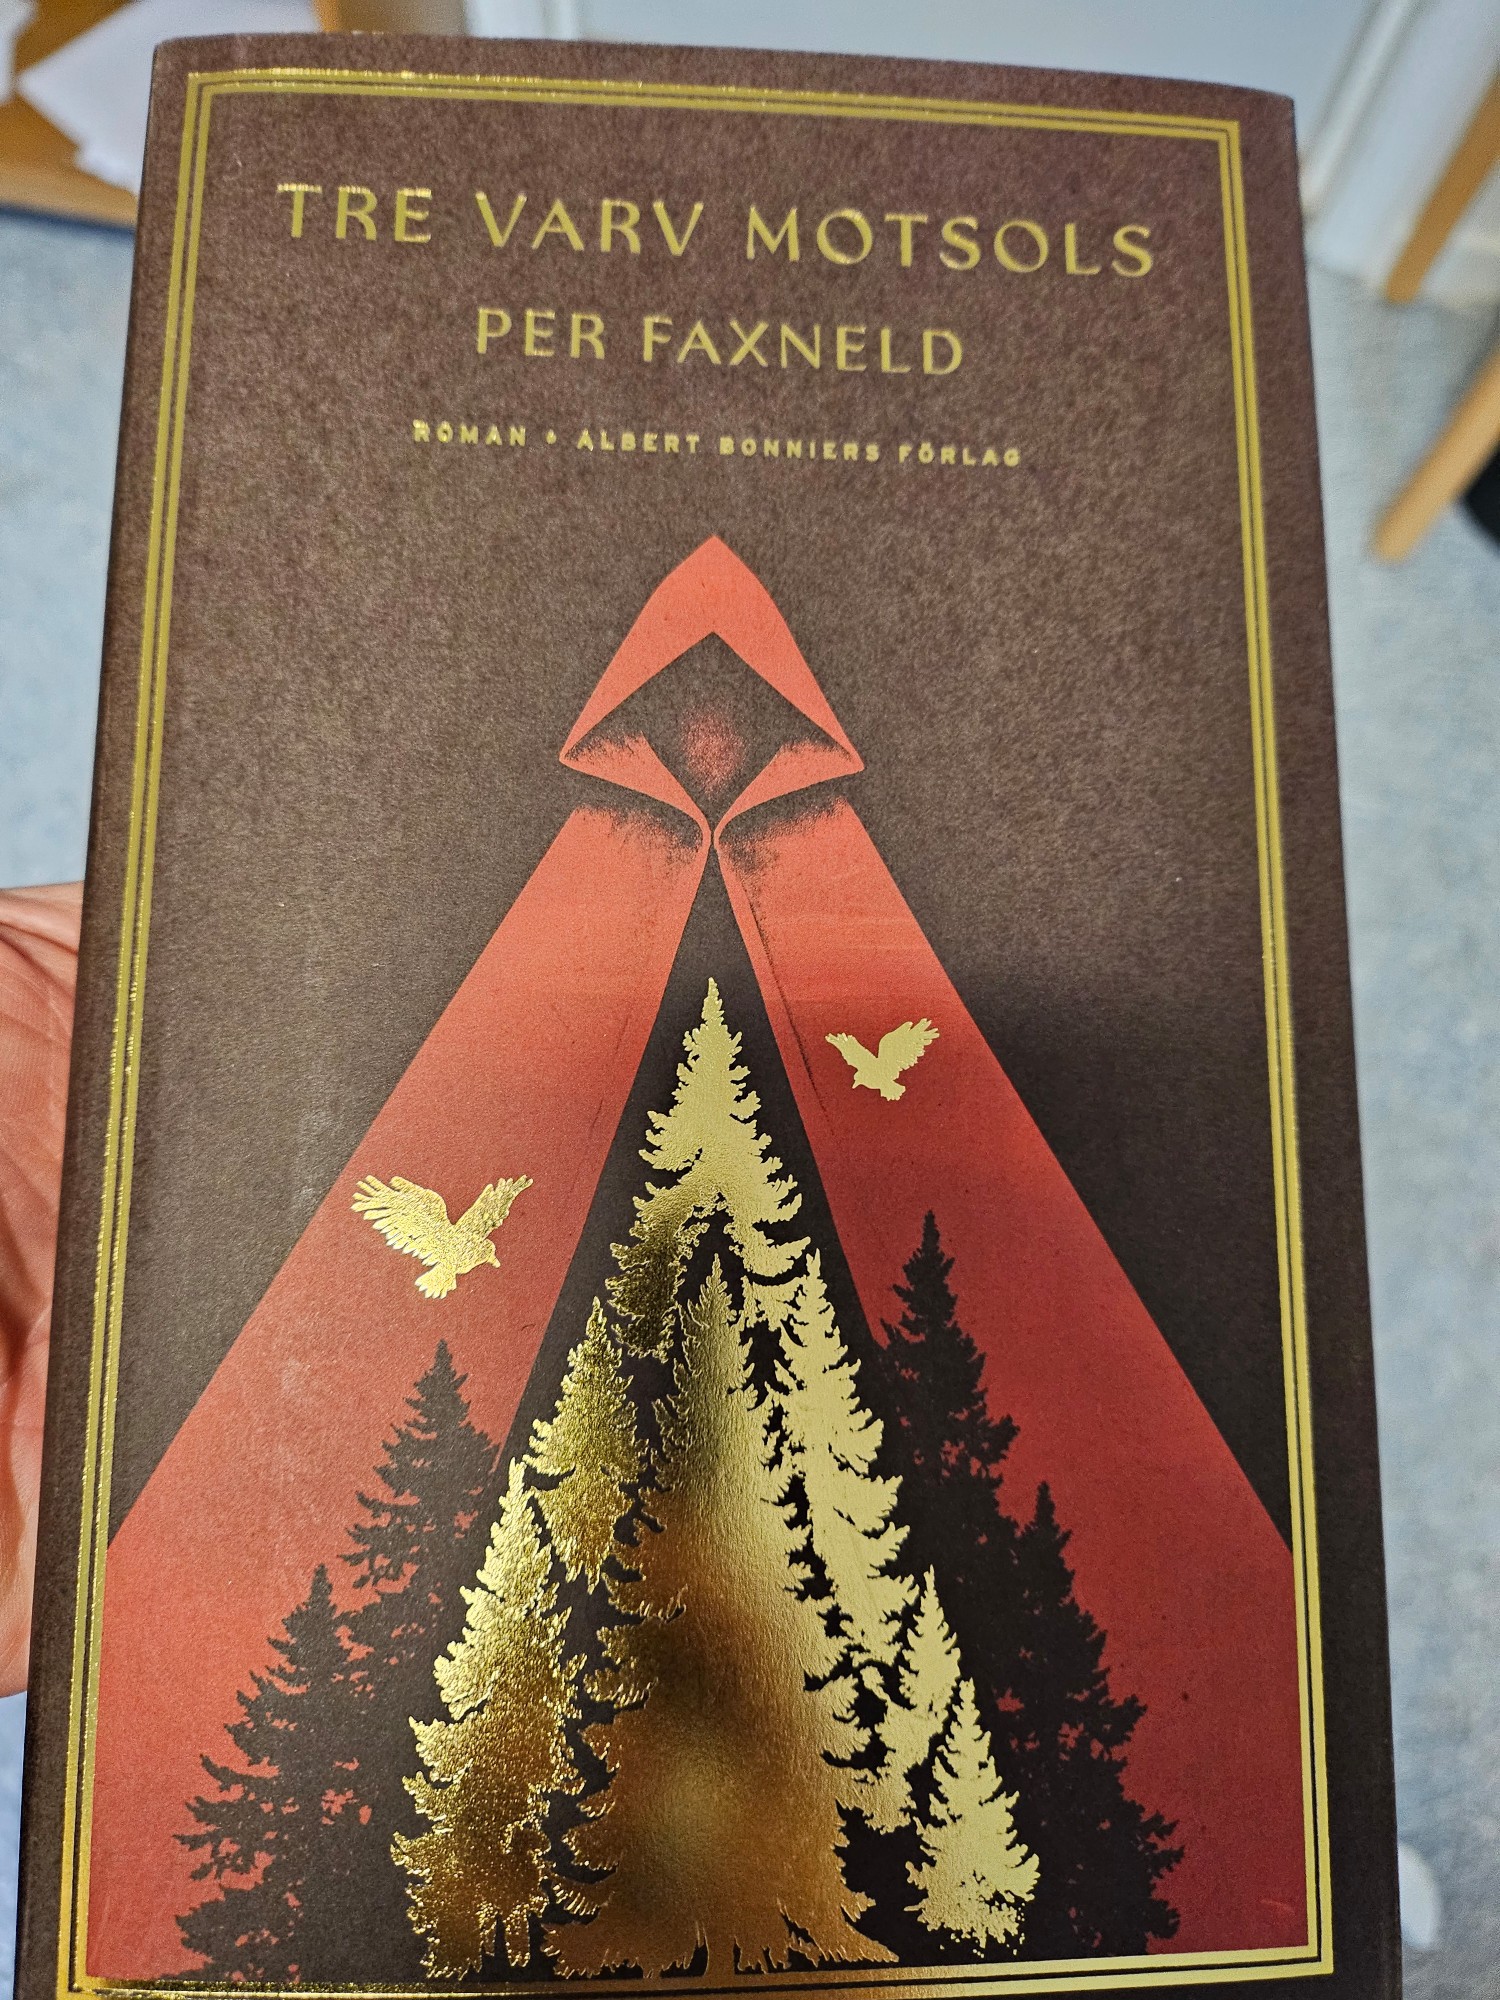 TRE VARV MOTSOLS
PER FAXNELD
ROMAN • ALBERT BONNIERS FÖRLAG